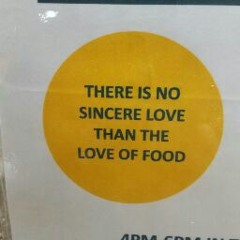 THERE IS NO
SINCERE LOVE
THAN THE
LOVE OF FOOD